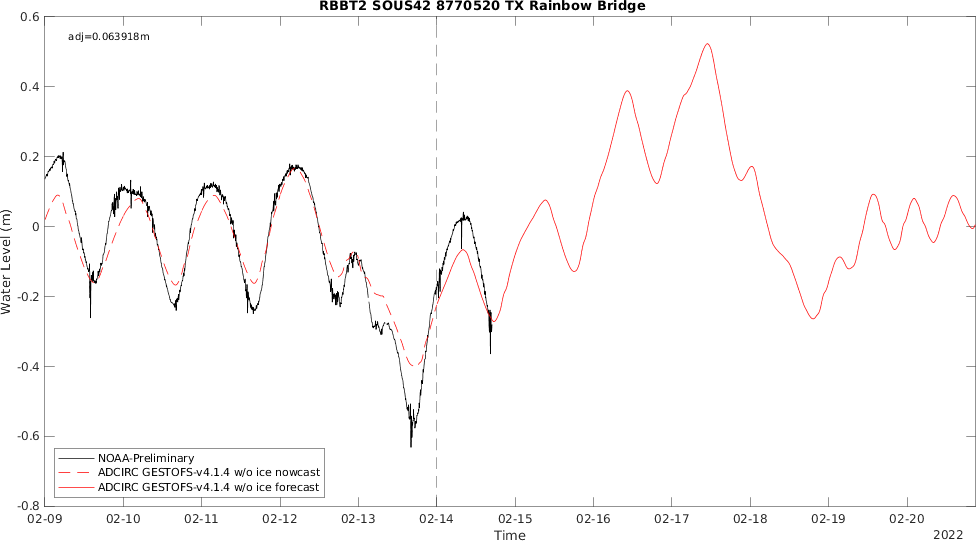 RBBT2 SOUS42 8770520 TX Rainbow Bridge
adj=0.063918m
0.6
0.4
0.2
0
-0.2
-0.4
-0.6
-0.8
Water Level (m)
NOAA-Preliminary
ADCIRC GESTOFS-v4.1.4 w/o ice nowcast
ADCIRC GESTOFS-v4.1.4 w/o ice forecast
02-09 02-10 02-11 02-12 02-13 02-14 02-15 02-16 02-17 02-18 02-19 02-20
Time
2022